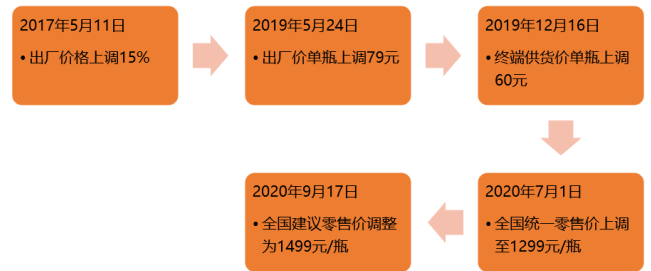 2017年5月11日
• 出厂价格上调15%
2019年5月24日
• 出厂价单瓶上调79元
2019年12月16日
• 终端供货价单瓶上调
60元
2020年7月1日
• 全国统一零售价上调
至1299元/瓶
2020年9月17日
• 全国建议零售价调整
为1499元/瓶